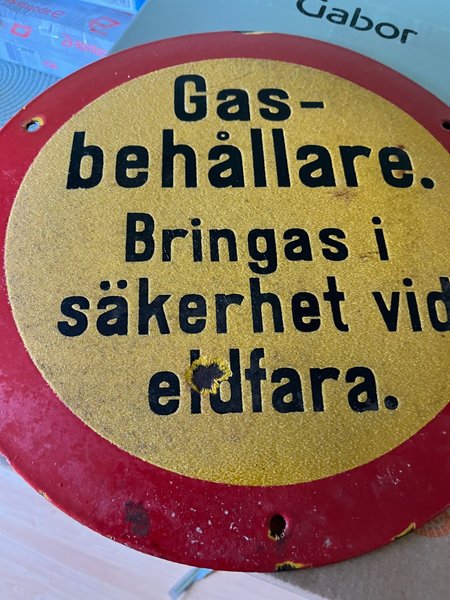 Gabor
Gas-
behållare.
Bringas i
säkerhet vid
eldfara.